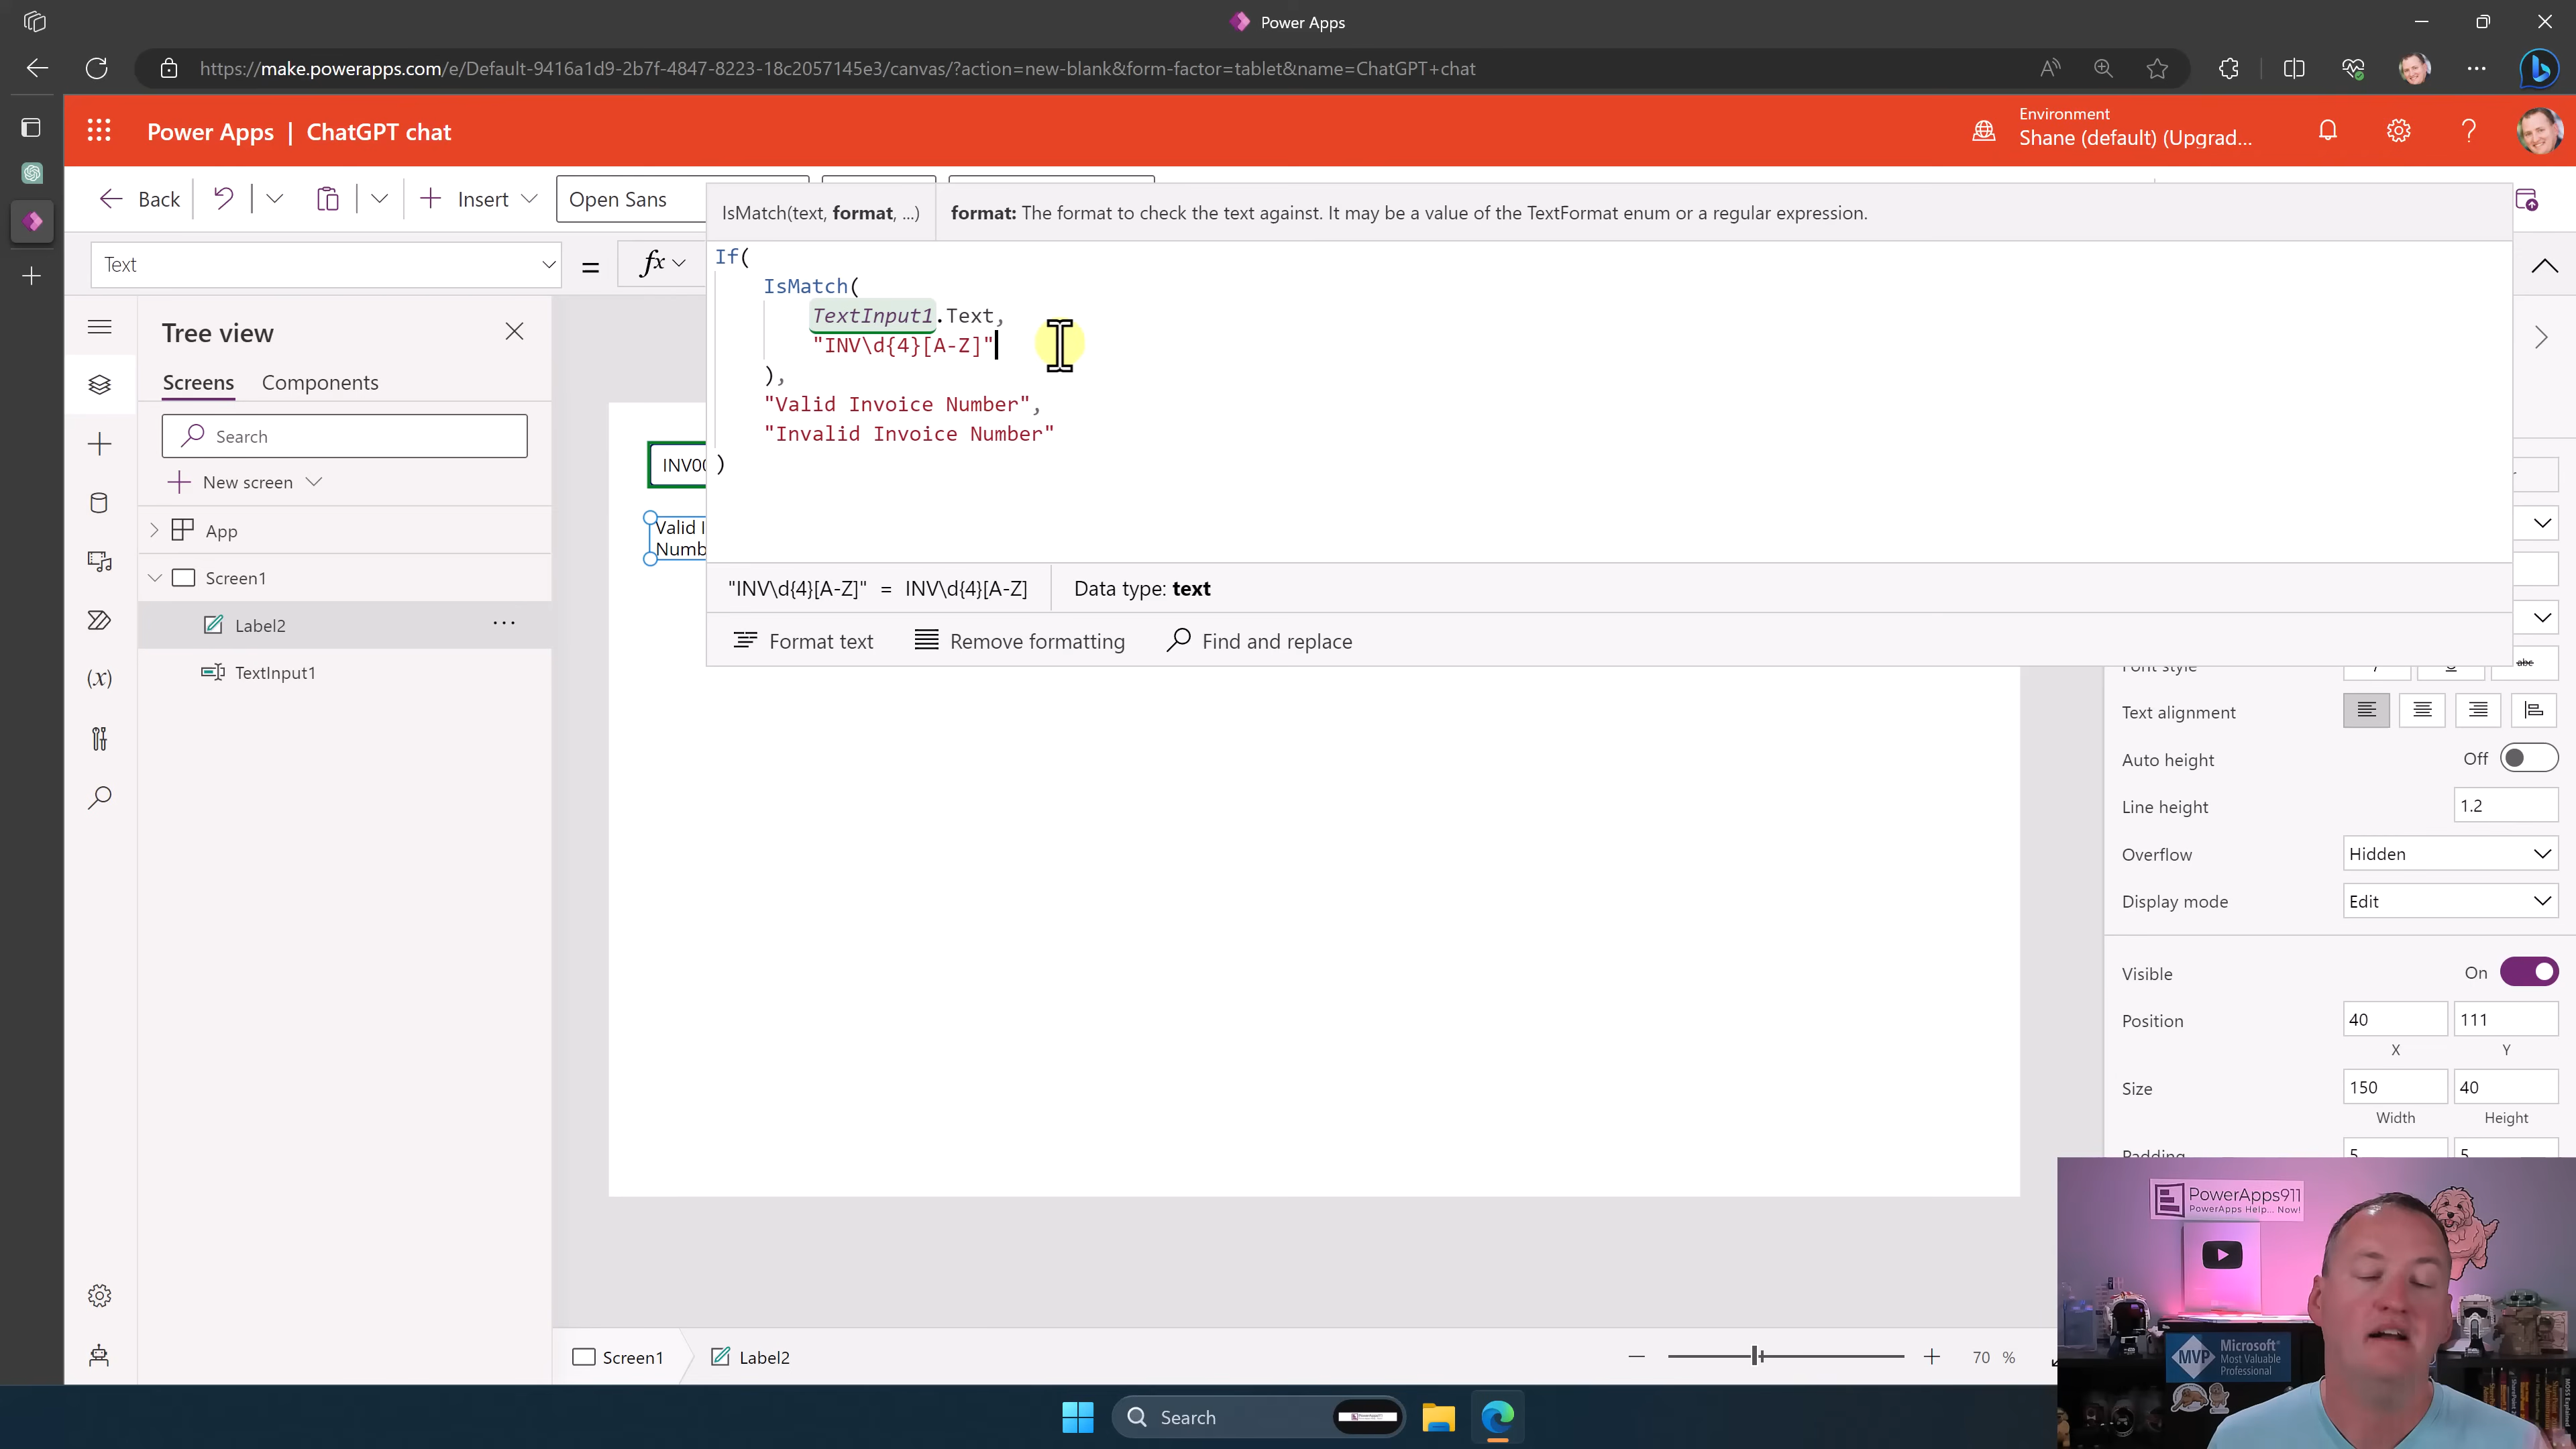 Power Apps
https://make.powerapps.com/e/Default-9416a1d9-2b7f-4847-8223-18c2057145e3/canvas/?action=new-blank&form-factor=tablet&name=ChatGPT+chat
Power Apps | ChatGPT chat
Environment
Shane (default) (Upgrad...
Back
Insert
Open Sans
IsMatch(text, format, ...)
format: The format to check the text against. It may be a value of the TextFormat enum or a regular expression.
Text
=
fx
If(
IsMatch(
TextInput1.Text,
"INV\d{4}[A-Z]"
),
"Valid Invoice Number",
"Invalid Invoice Number"
)
"INV\d{4}[A-Z]" = INV\d{4}[A-Z]
Data type: text
Format text
Remove formatting
Find and replace
Tree view
Screens
Components
Search
New screen
App
Screen1
Label2
...
TextInput1
INV00
Valid I
Numb
Font style
abc
Text alignment
Auto height
Off
Line height
1.2
Overflow
Hidden
Display mode
Edit
Visible
On
Position
40
111
X
Y
Size
150
40
Width
Height
Padding
5
5
Screen1
Label2
70 %
PowerApps911
PowerApps Help... Now!
MVP
Microsoft
Most Valuable
Professional
Search